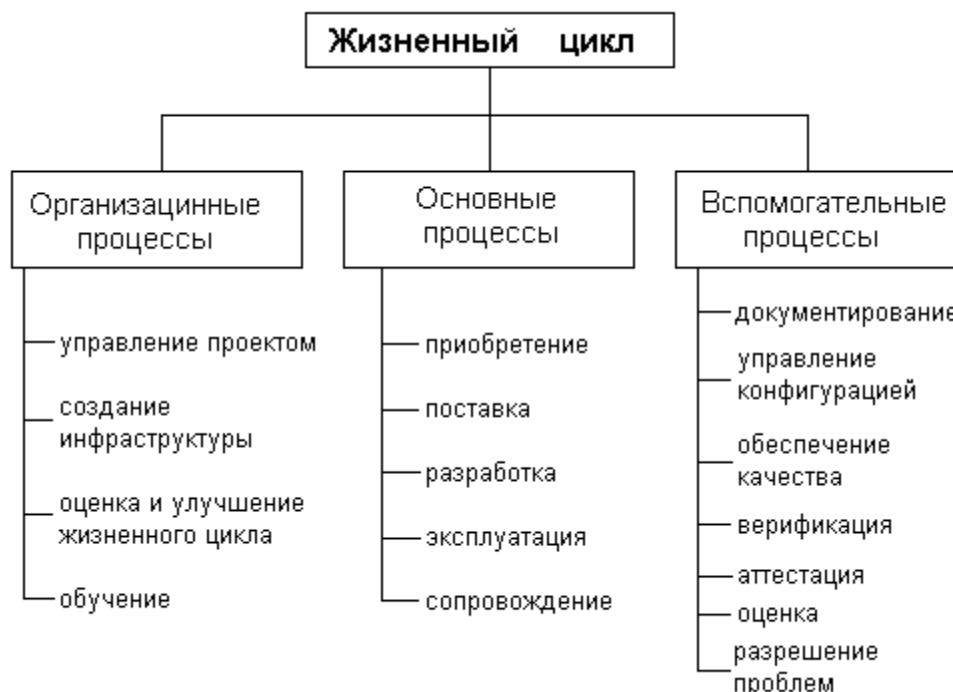 Жизненный цикл
Организацинные
процессы
управление проектом
создание
инфраструктуры
оценка и улучшение
жизненного цикла
обучение
Основные
процессы
приобретение
поставка
разработка
эксплуатация
сопровождение
Вспомогательные
процессы
документирование
управление
конфигурацией
обеспечение
качества
верификация
аттестация
оценка
разрешение
проблем